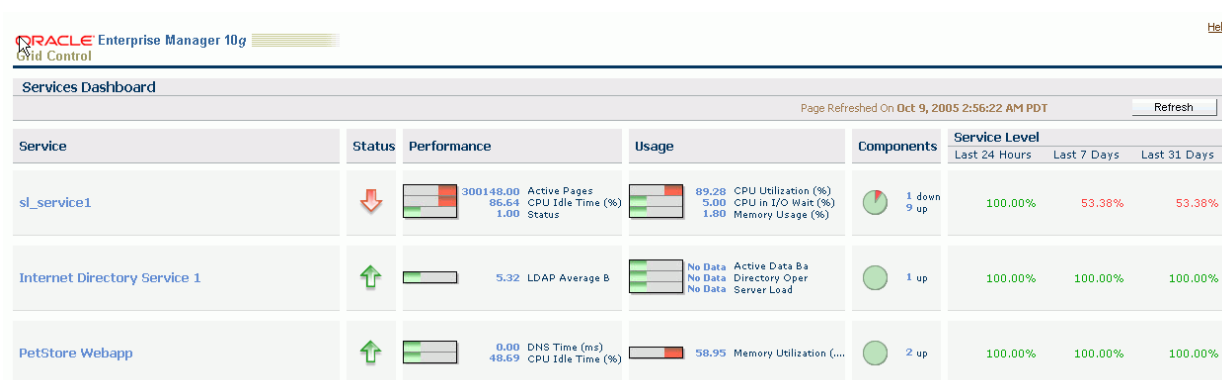 Hel
ORACLE Enterprise Manager 10g
Grid Control
Services Dashboard
Page Refreshed On Oct 9, 2005 2:56:22 AM PDT Refresh
Service Status Performance Usage Components Service Level
Last 24 Hours Last 7 Days Last 31 Days
sl_service1
300148.00 Active Pages
86.64 CPU Idle Time (%)
1.00 Status
89.28 CPU Utilization (%)
5.00 CPU in I/O Wait (%)
1.80 Memory Usage (%)
1 down
9 up
100.00% 53.38% 53.38%
Internet Directory Service 1
5.32 LDAP Average B
No Data Active Data Ba
No Data Directory Oper
No Data Server Load
1 up
100.00% 100.00% 100.00%
PetStore Webapp
0.00 DNS Time (ms)
48.69 CPU Idle Time (%)
58.95 Memory Utilization (....
2 up
100.00% 100.00% 100.00%